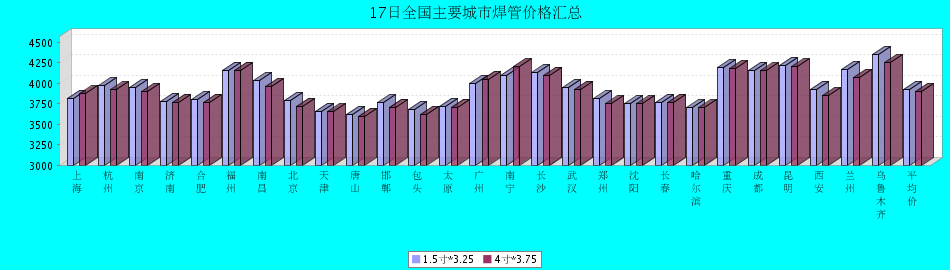 17日全国主要城市焊管价格汇总
4500
4250
4000
3750
3500
3250
3000
上海
杭州
南京
济南
合肥
福州
南昌
北京
天津
唐山
邯郸
包头
太原
广州
南宁
长沙
武汉
郑州
沈阳
长春
哈尔滨
重庆
成都
昆明
西安
兰州
乌鲁木齐
平均价
1.5寸*3.25
4寸*3.75